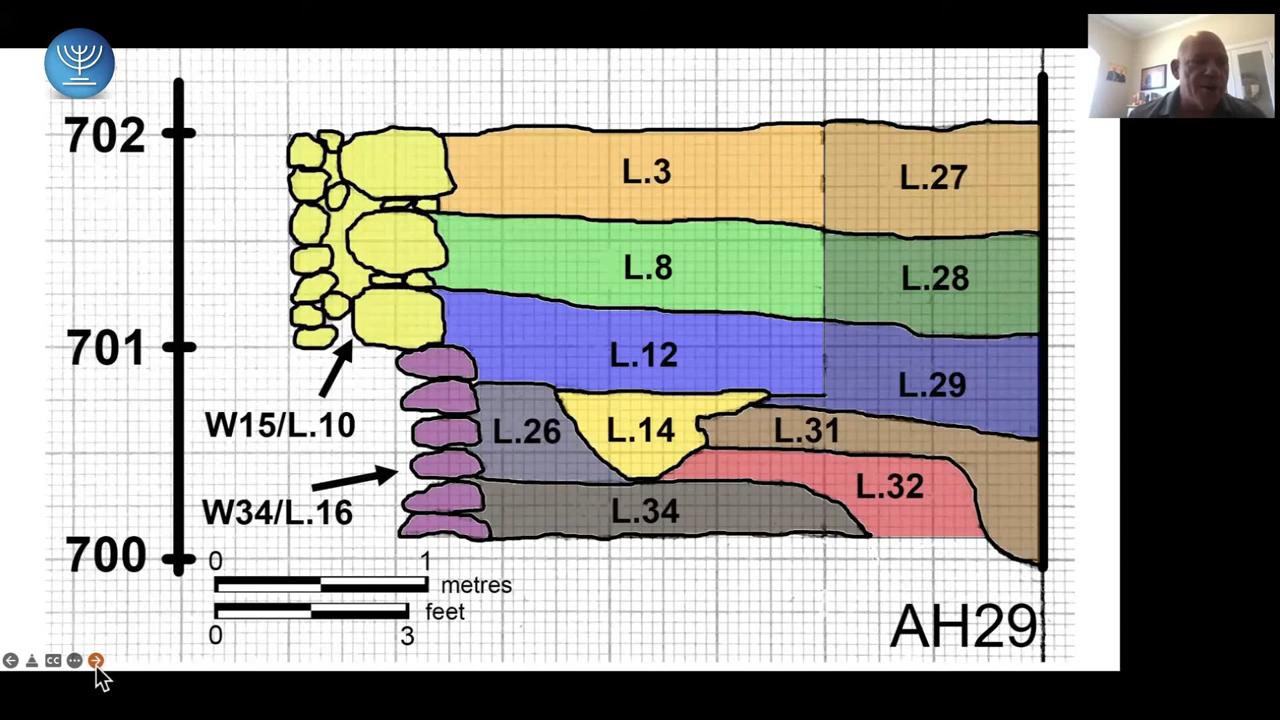 702
L.3
L.27
L.8
L.28
701
L.12
L.29
W15/L.10
L.26
L.14
L.31
L.32
W34/L.16
L.34
700
0 1
metres
feet
0 3
AH29
CC